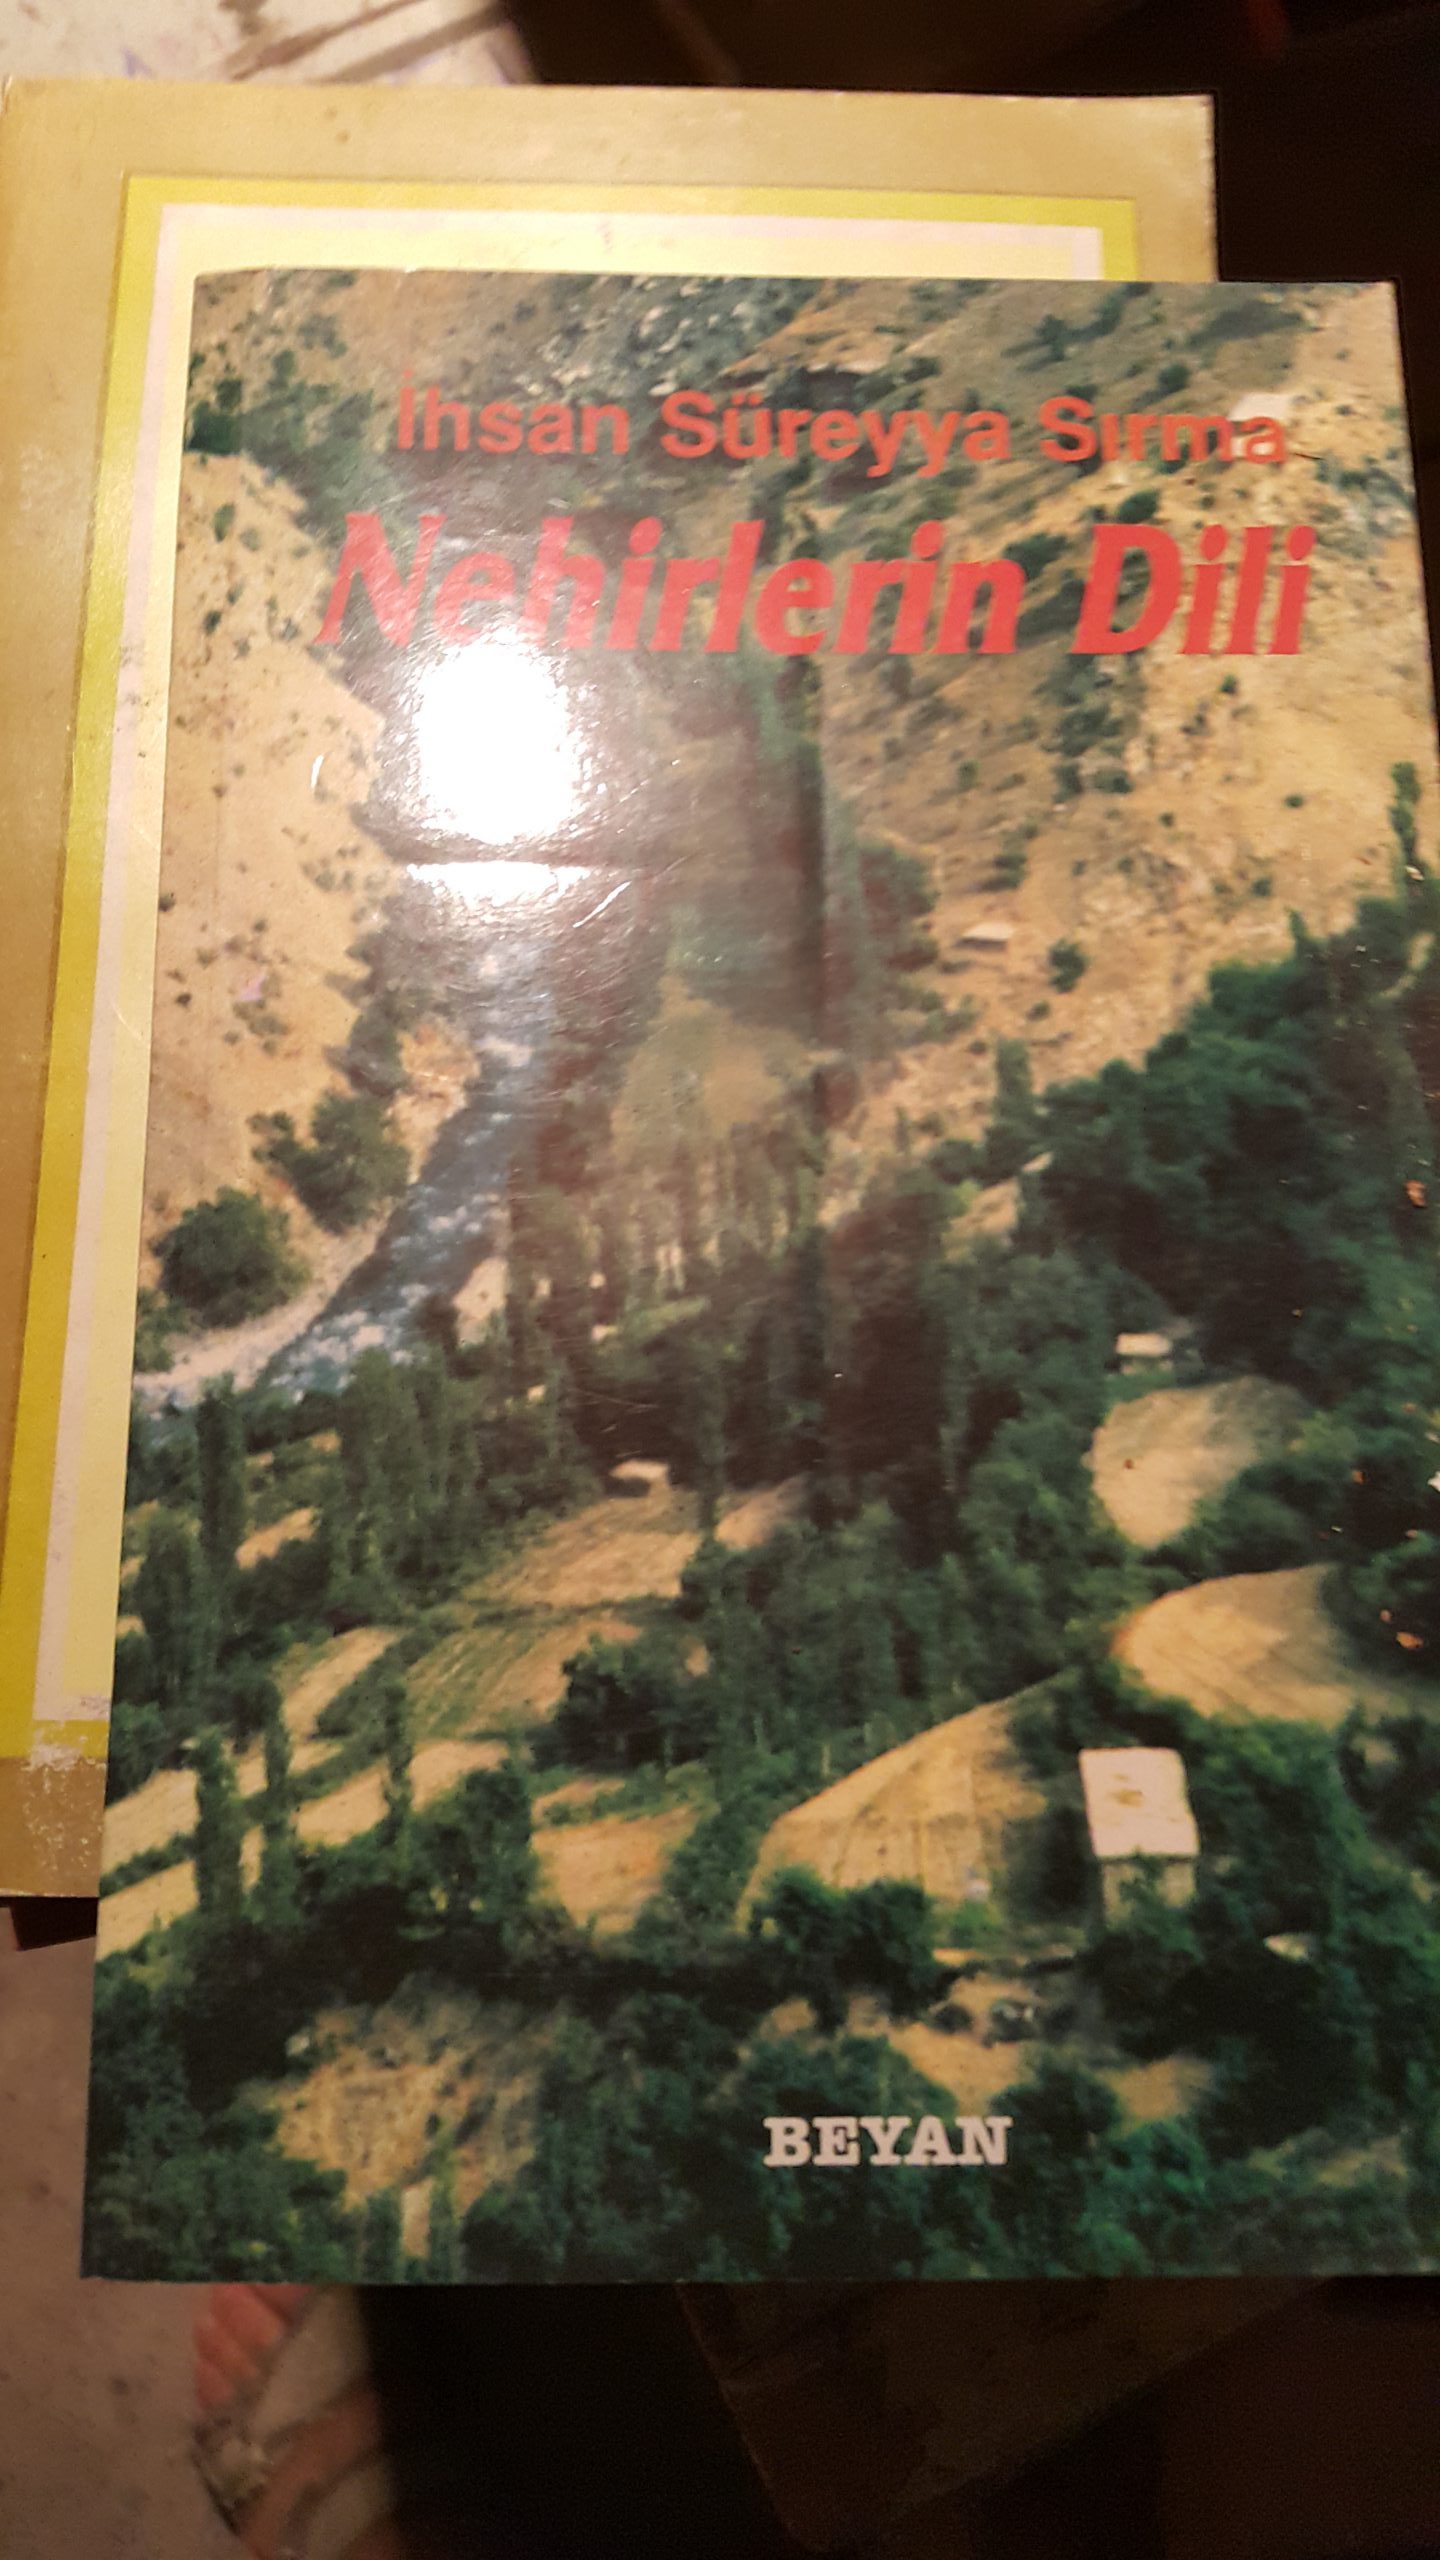 İhsan Süreyya Sırma
Nehirlerin Dili
BEYAN